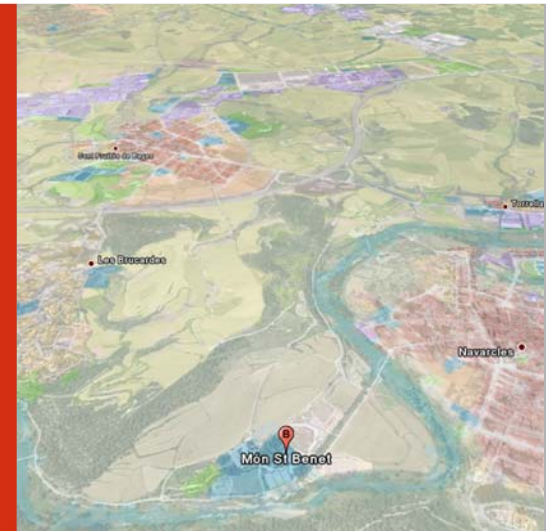 Sant Fruitós de Bages
Torrella
Les Brucardes
Navarcles
B
Món St Benet